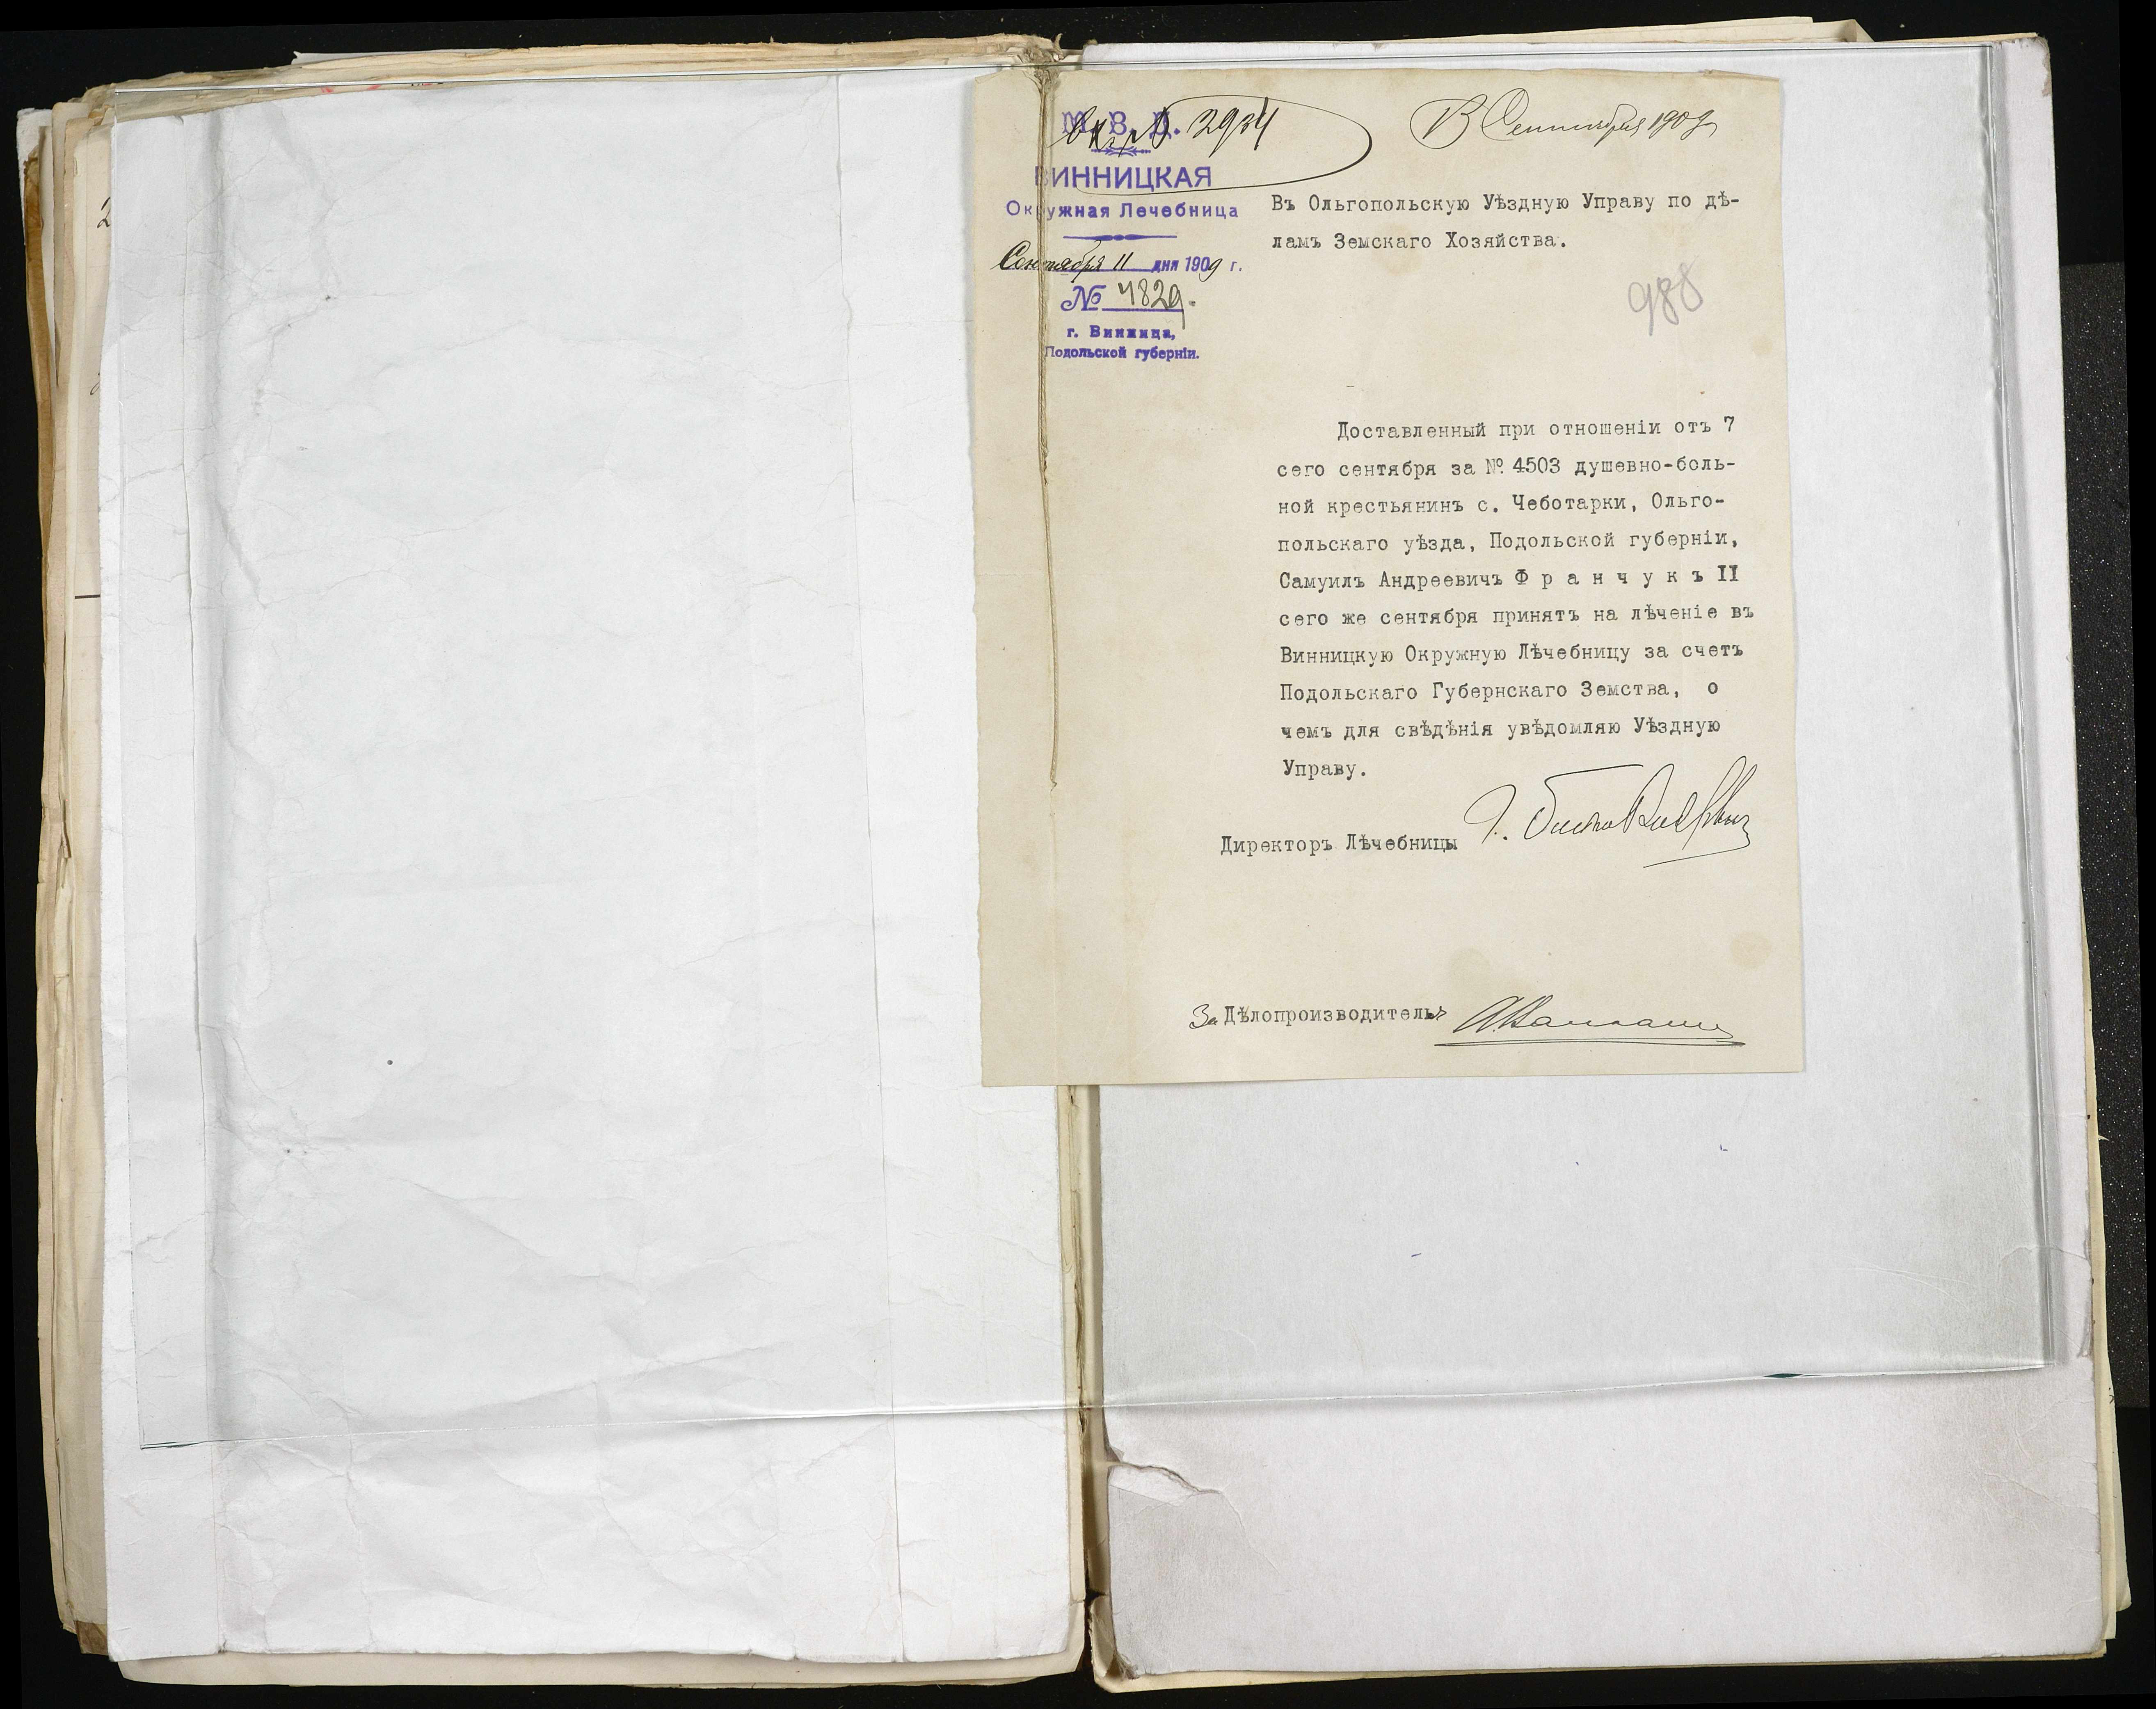 М. В. Д.
Вх. № 2934
ВИННИЦКАЯ
Окружная Лечебница
Сентября 11 дня 1909 г.
№ 4829.
г. Винница,
Подольской губерніи.
Сентября 1909
Въ Ольгопольскую Уѣздную Управу по дѣ-
ламъ Земскаго Хозяйства.
988
Доставленный при отношеніи отъ 7
сего сентября за № 4503 душевно-боль-
ной крестьянинъ с. Чеботарки, Ольго-
польскаго уѣзда, Подольской губерніи,
Самуилъ Андреевичъ Ф р а н ч у к ъ II
сего же сентября принятъ на лѣченіе въ
Винницкую Окружную Лѣчебницу за счетъ
Подольскаго Губернскаго Земства, о
чемъ для свѣдѣнія увѣдомляю Уѣздную
Управу.
Директоръ Лѣчебницы
За Дѣлопроизводителя